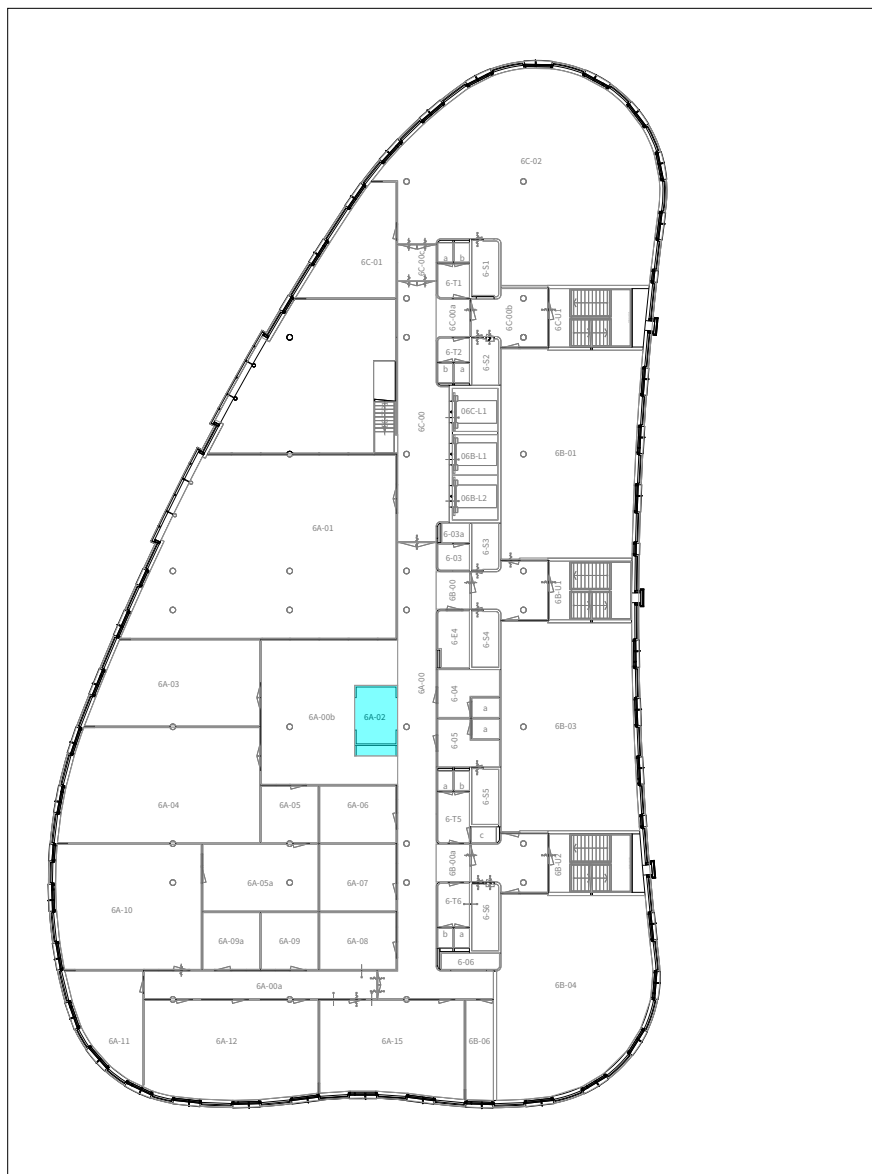 6C-02
6C-01
6C-00c
a
b
6-S1
6-T1
6C-00a
6C-00b
6C-U1
6-T2
b
a
6-S2
6C-00
06C-L1
06B-L1
06B-L2
6B-01
6A-01
6-03a
6-03
6-S3
6B-00
6B-U1
6-E4
6-S4
6A-03
6A-00b
6A-02
6A-00
6-04
a
a
6-05
6B-03
6A-04
6A-05
6A-06
a
b
6-S5
6-T5
c
6B-00a
6B-U2
6A-10
6A-05a
6A-07
6-T6
6-S6
b
a
6A-09a
6A-09
6A-08
6-06
6A-00a
6B-04
6A-11
6A-12
6A-15
6B-06